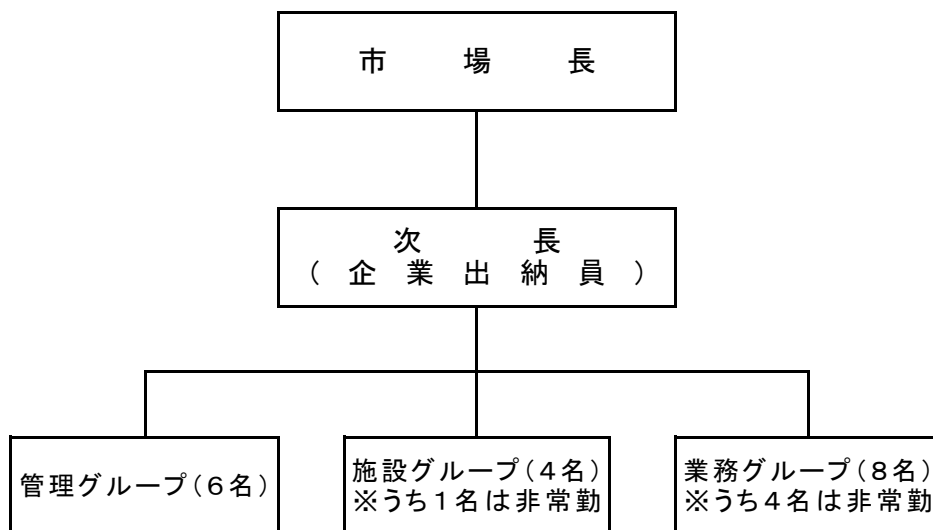 市場長
次長
(企業出納員)
管理グループ(6名)
施設グループ(4名)
※うち1名は非常勤
業務グループ(8名)
※うち4名は非常勤